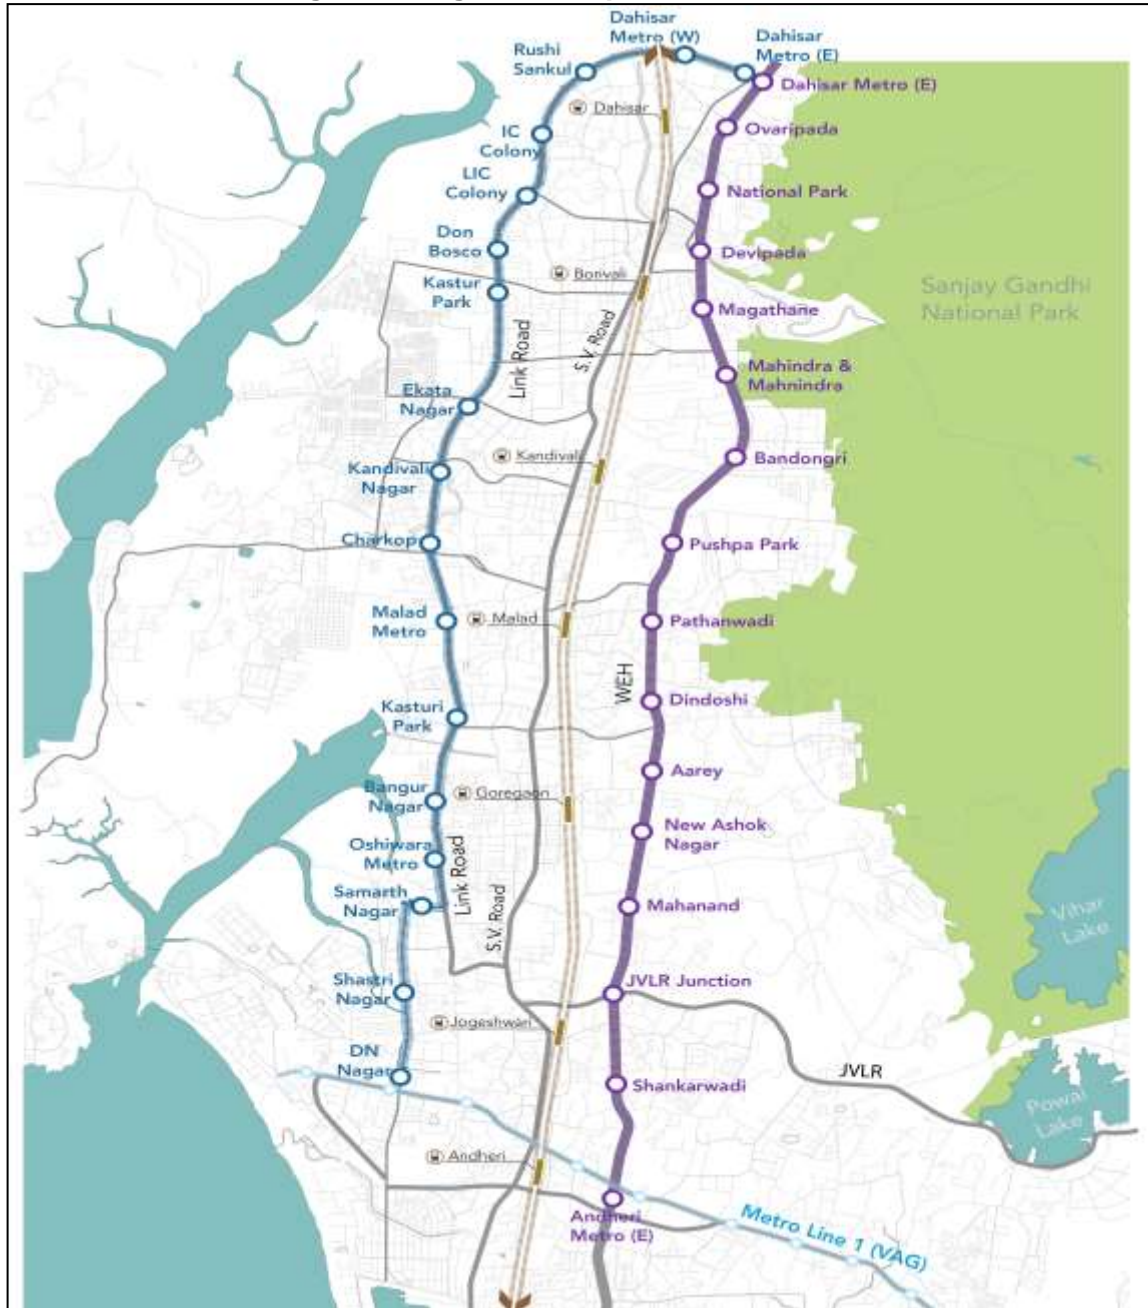 Dahisar
Metro (W)
Dahisar
Metro (E)
Rushi
Sankul
Dahisar Metro (E)
Dahisar
Ovaripada
IC
Colony
LIC
Colony
National Park
Don
Bosco
Devipada
Borivali
Kastur
Park
Sanjay Gandhi
National Park
Magathane
Link Road
S.V. Road
Mahindra &
Mahnindra
Ekata
Nagar
Kandivali
Bandongri
Kandivali
Nagar
Charkop
Pushpa Park
Malad
Metro
Malad
Pathanwadi
WEH
Dindoshi
Kasturi
Park
Aarey
Bangur
Nagar
Goregaon
New Ashok
Nagar
Oshiwara
Metro
Link Road
S.V. Road
Samarth
Nagar
Mahanand
Vihar
Lake
Shastri
Nagar
JVLR Junction
Jogeshwari
DN
Nagar
Shankarwadi
JVLR
Powai
Lake
Andheri
Andheri
Metro (E)
Metro Line 1 (VAG)